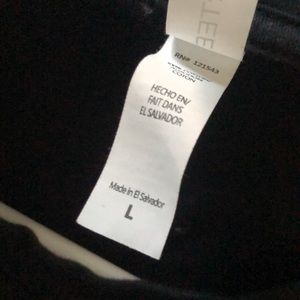 RN# 121543
HECHO EN/
FAIT DANS
EL SALVADOR
Made in El Salvador
L